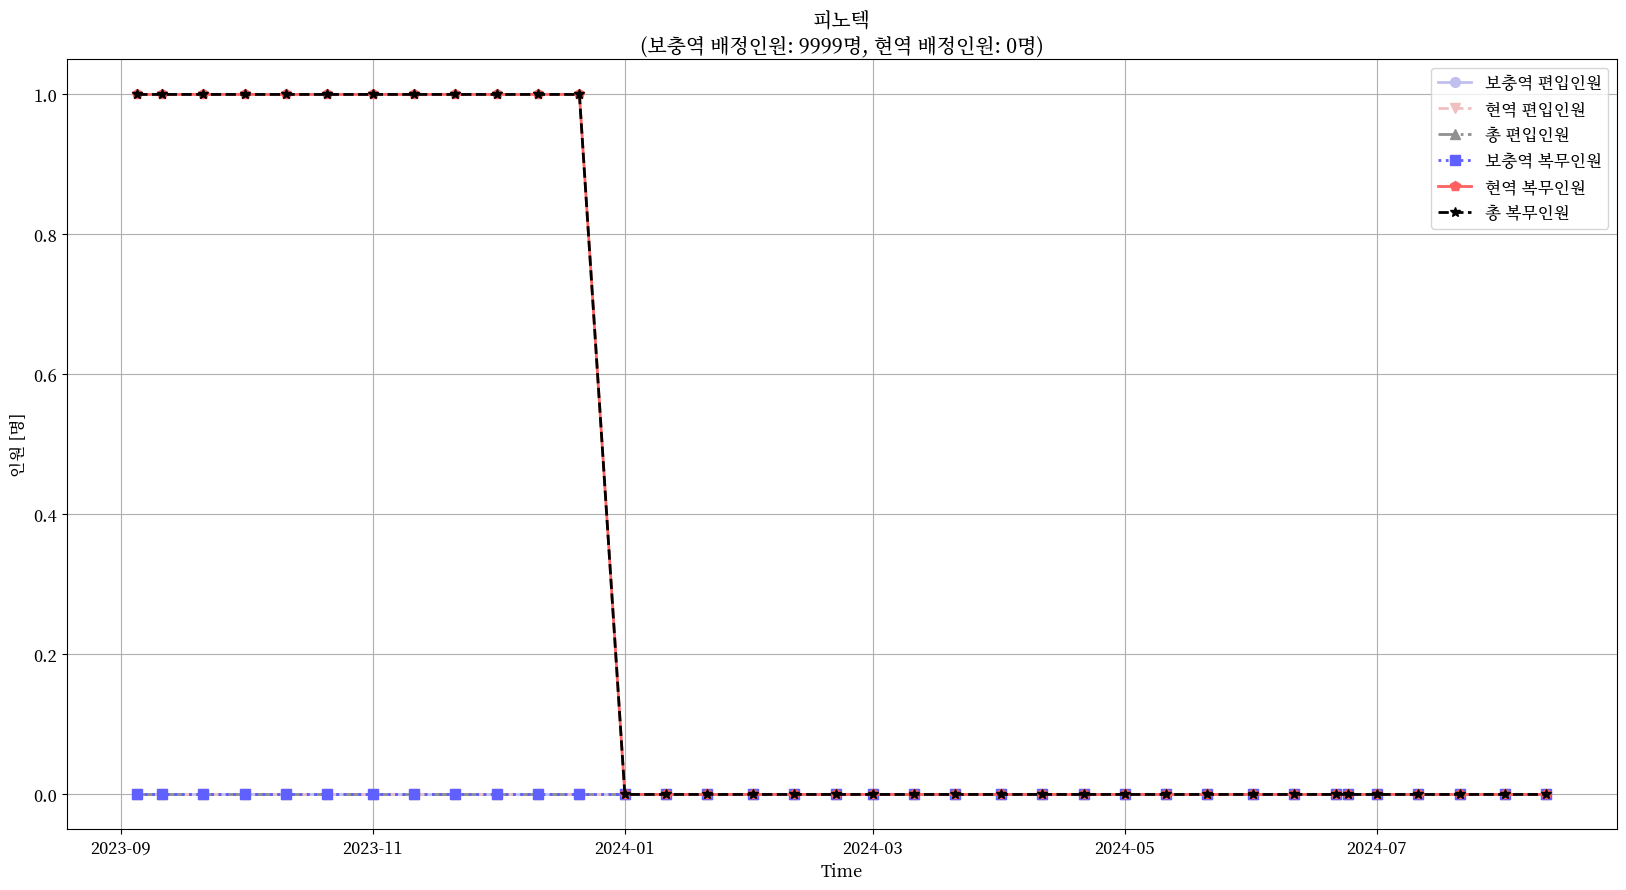 피노텍
(보충역 배정인원: 9999명, 현역 배정인원: 0명)
보충역 편입인원
현역 편입인원
총 편입인원
보충역 복무인원
현역 복무인원
총 복무인원
1.0
0.8
0.6
0.4
0.2
0.0
인원 [명]
2023-09
2023-11
2024-01
2024-03
2024-05
2024-07
Time